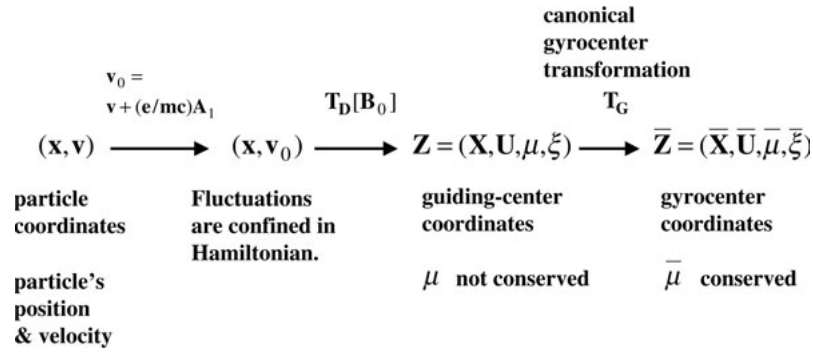 canonical
gyrocenter
transformation
v₀ =
v + (e/mc)A₁
T_D[B₀]
T_G
(x, v)
(x, v₀)
Z = (X, U, μ, ξ)
Z̅ = (X̅, U̅, μ̅, ξ̅)
particle
coordinates
Fluctuations
are confined in
Hamiltonian.
guiding-center
coordinates
gyrocenter
coordinates
particle's
position
& velocity
μ not conserved
μ̅ conserved